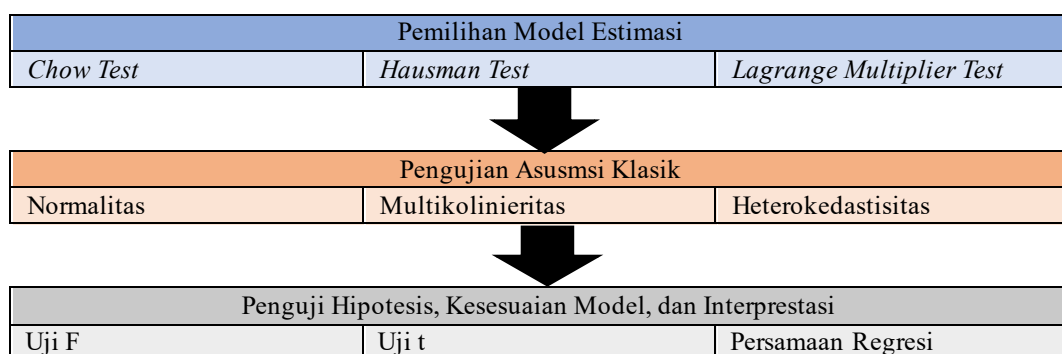 Pemilihan Model Estimasi
Chow Test Hausman Test Lagrange Multiplier Test
Pengujian Asusmsi Klasik
Normalitas Multikolinieritas Heterokedastisitas
Penguji Hipotesis, Kesesuaian Model, dan Interprestasi
Uji F Uji t Persamaan Regresi